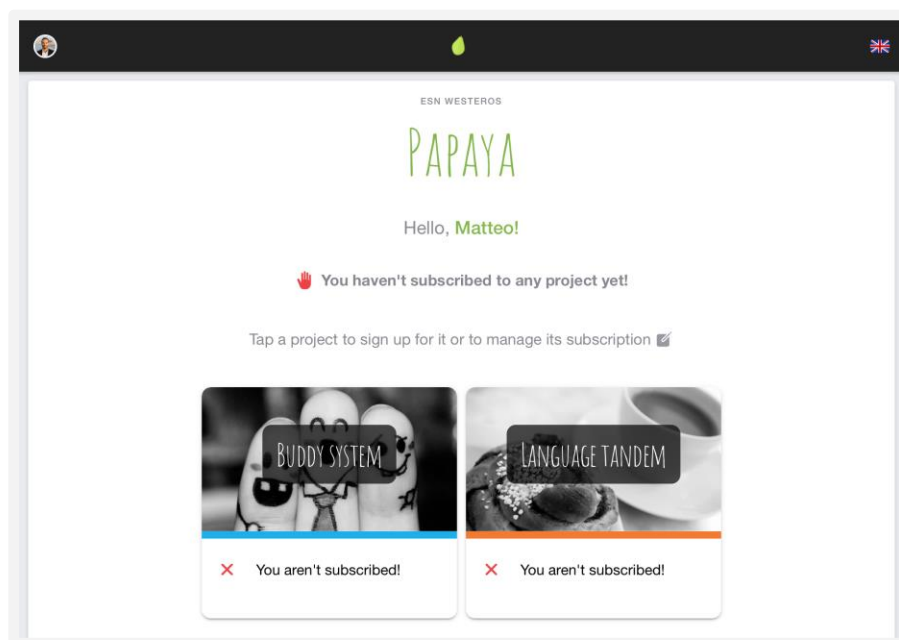 ESN WESTEROS
PAPAYA
Hello, Matteo!
You haven't subscribed to any project yet!
Tap a project to sign up for it or to manage its subscription
BUDDY SYSTEM
LANGUAGE TANDEM
You aren't subscribed!
You aren't subscribed!